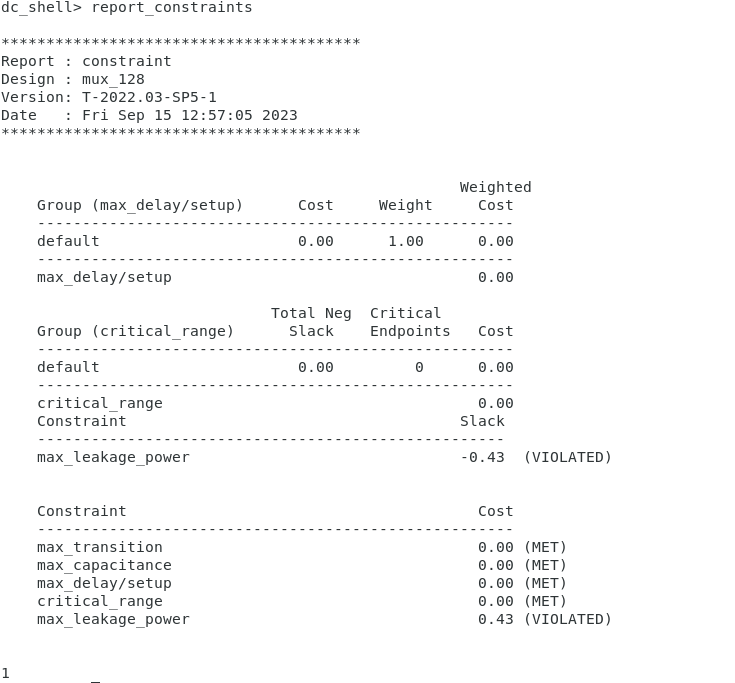 dc_shell> report_constraints
****************************************
Report : constraint
Design : mux_128
Version: T-2022.03-SP5-1
Date   : Fri Sep 15 12:57:05 2023
****************************************
                                                   Weighted
    Group (max_delay/setup)      Cost     Weight     Cost
    -----------------------------------------------------
    default                      0.00      1.00      0.00
    -----------------------------------------------------
    max_delay/setup                                  0.00
                              Total Neg  Critical
    Group (critical_range)      Slack    Endpoints   Cost
    -----------------------------------------------------
    default                      0.00         0      0.00
    -----------------------------------------------------
    critical_range                                   0.00
    Constraint                                     Slack
    ----------------------------------------------------
    max_leakage_power                              -0.43  (VIOLATED)
    Constraint                                       Cost
    -----------------------------------------------------
    max_transition                                   0.00 (MET)
    max_capacitance                                  0.00 (MET)
    max_delay/setup                                  0.00 (MET)
    critical_range                                   0.00 (MET)
    max_leakage_power                                0.43 (VIOLATED)
1         _